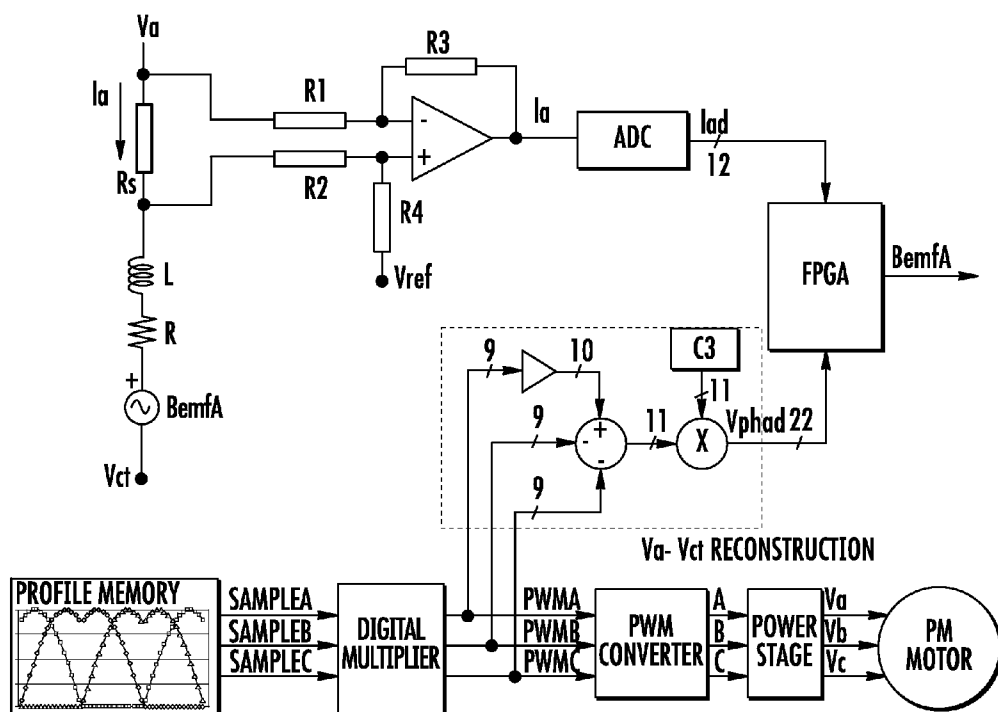 Va
R3
Ia
R1
-
Ia
ADC
Iad
12
Rs
R2
+
R4
Vref
L
R
+
BemfA
Vct
FPGA
BemfA
9
10
C3
11
9
+
-
-
11
X
Vphad 22
9
Va- Vct RECONSTRUCTION
PROFILE MEMORY
SAMPLEA
SAMPLEB
SAMPLEC
DIGITAL
MULTIPLIER
PWMA
PWMB
PWMC
PWM
CONVERTER
A
B
C
POWER
STAGE
Va
Vb
Vc
PM
MOTOR